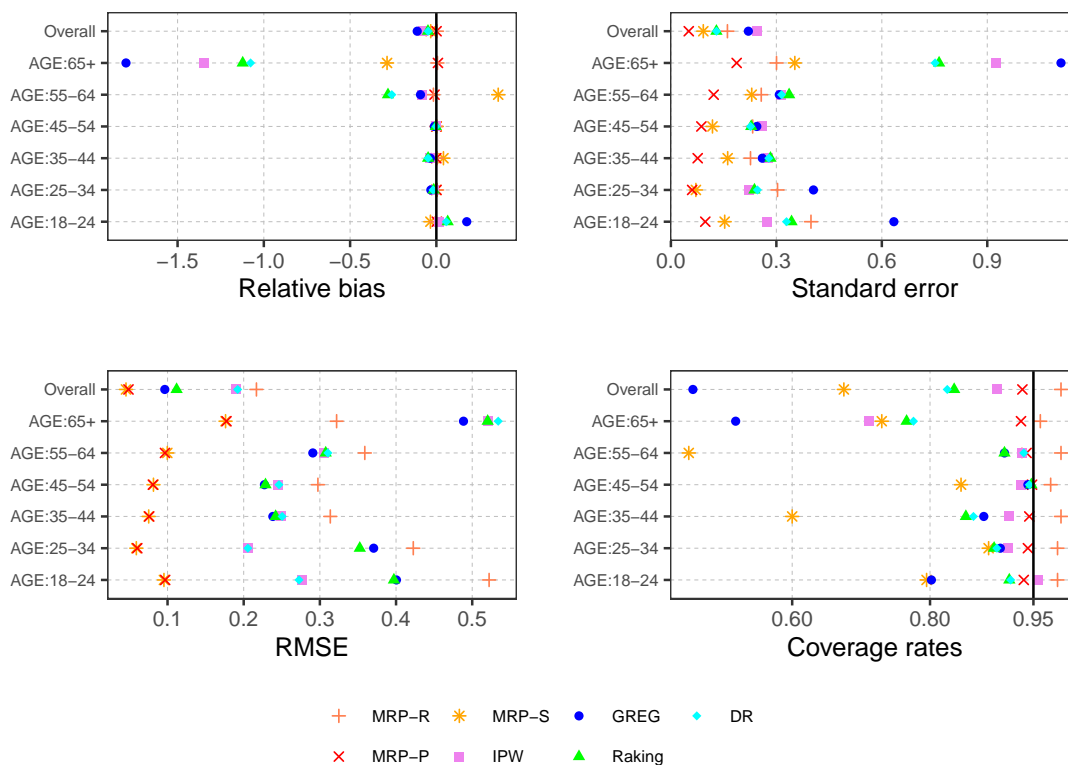 Overall
AGE:65+
AGE:55−64
AGE:45−54
AGE:35−44
AGE:25−34
AGE:18−24
−1.5 −1.0 −0.5 0.0
Relative bias
Overall
AGE:65+
AGE:55−64
AGE:45−54
AGE:35−44
AGE:25−34
AGE:18−24
0.0 0.3 0.6 0.9
Standard error
Overall
AGE:65+
AGE:55−64
AGE:45−54
AGE:35−44
AGE:25−34
AGE:18−24
0.1 0.2 0.3 0.4 0.5
RMSE
Overall
AGE:65+
AGE:55−64
AGE:45−54
AGE:35−44
AGE:25−34
AGE:18−24
0.60 0.80 0.95
Coverage rates
MRP−R MRP−S GREG DR
MRP−P IPW Raking